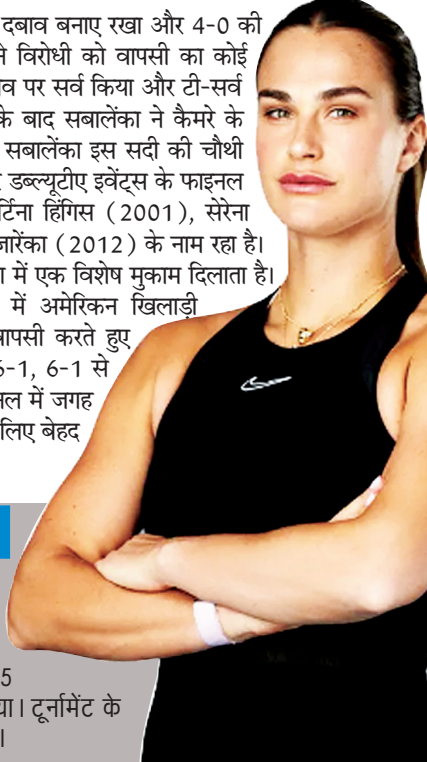 दबाव बनाए रखा और 4-0 की
विरोधी को वापसी का कोई
पर सर्व किया और टी-सर्व
के बाद सबालेंका ने कैमरे के
सबालेंका इस सदी की चौथी
डब्ल्यूटीए इवेंट्स के फाइनल
हिंगिस (2001), सेरेना
(2012) के नाम रहा है।
में एक विशेष मुकाम दिलाता है।
में अमेरिकन खिलाड़ी
वापसी करते हुए
6-1, 6-1 से
में जगह
लिए बेहद
5
टूर्नामेंट के